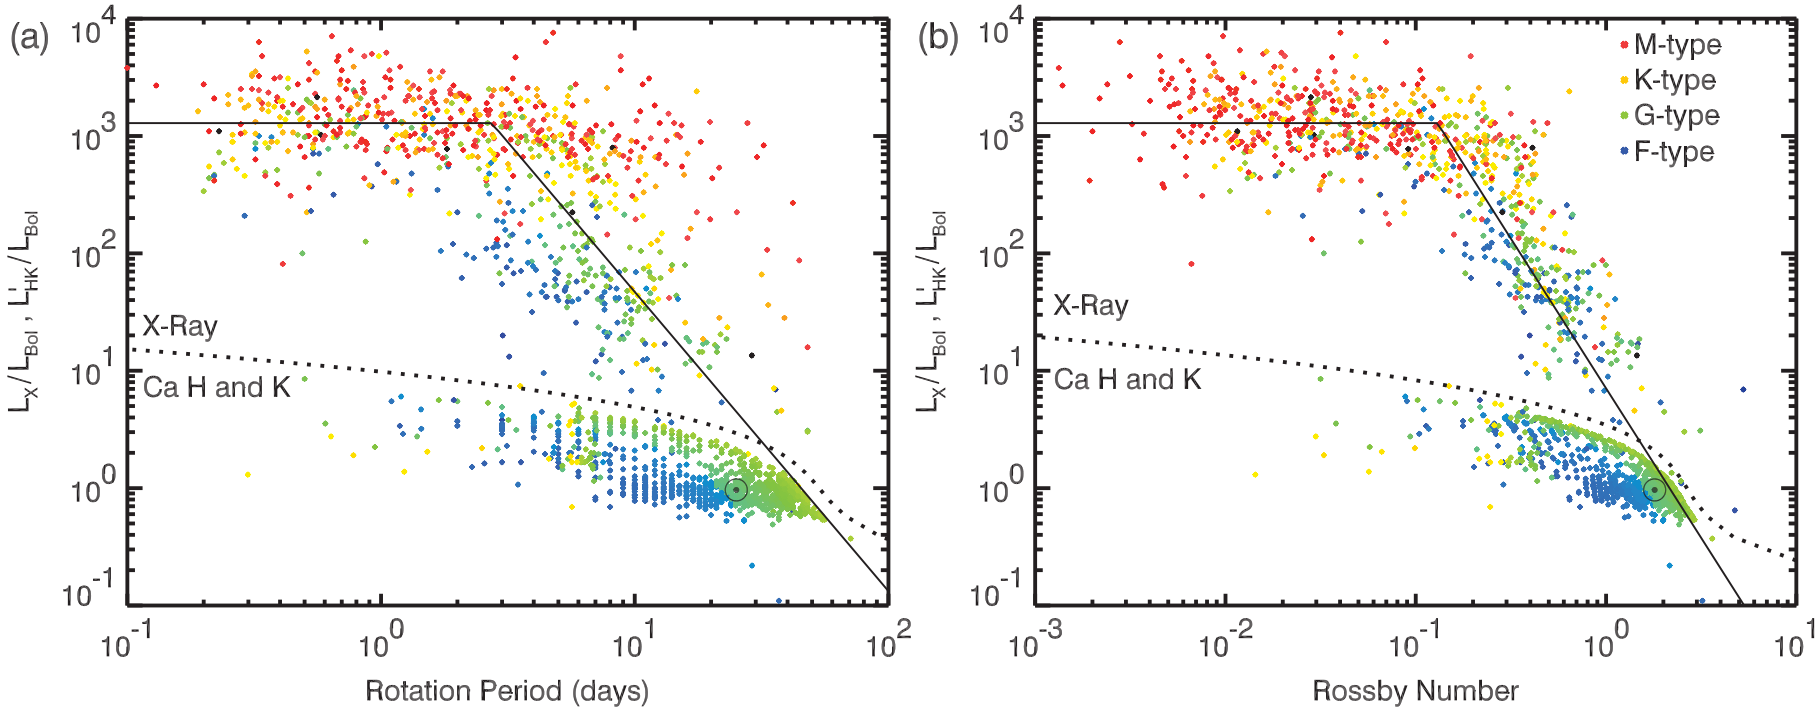 (a)
10^4
10^3
10^2
10^1
10^0
10^-1
L_X/L_Bol , L'_HK/L_Bol
X-Ray
Ca H and K
10^-1 10^0 10^1 10^2
Rotation Period (days)
(b)
M-type
K-type
G-type
F-type
10^4
10^3
10^2
10^1
10^0
10^-1
L_X/L_Bol , L'_HK/L_Bol
X-Ray
Ca H and K
10^-3 10^-2 10^-1 10^0 10^1
Rossby Number